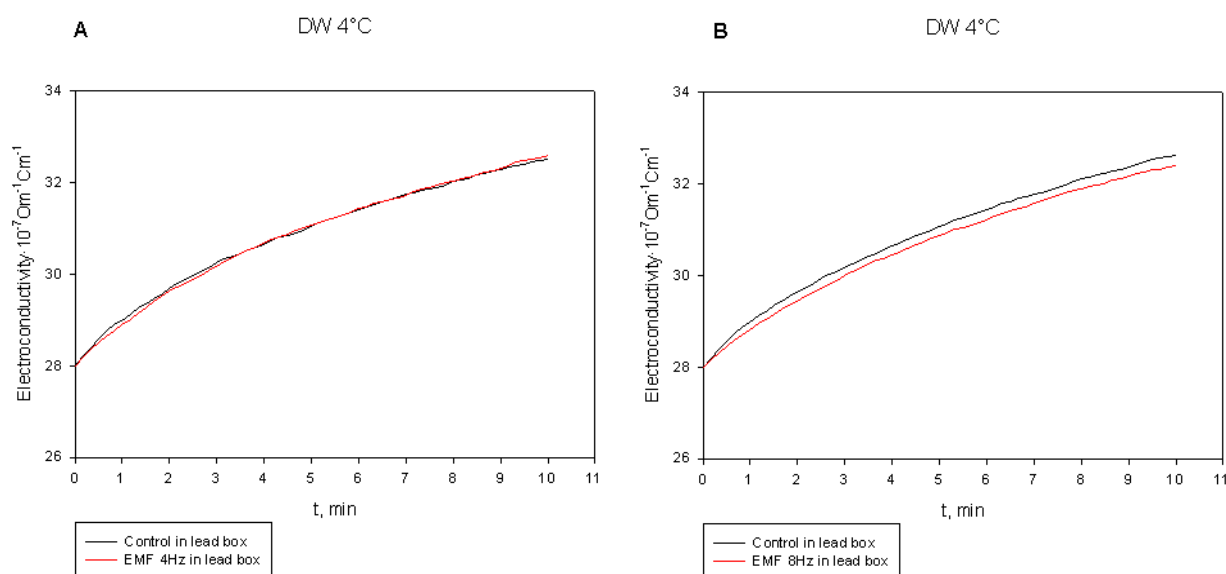 A
DW 4°C
Electroconductivity·10⁻⁷Om⁻¹Cm⁻¹
34
32
30
28
26
0 1 2 3 4 5 6 7 8 9 10 11
t, min
Control in lead box
EMF 4Hz in lead box
B
DW 4°C
Electroconductivity·10⁻⁷Om⁻¹Cm⁻¹
34
32
30
28
26
0 1 2 3 4 5 6 7 8 9 10 11
t, min
Control in lead box
EMF 8Hz in lead box